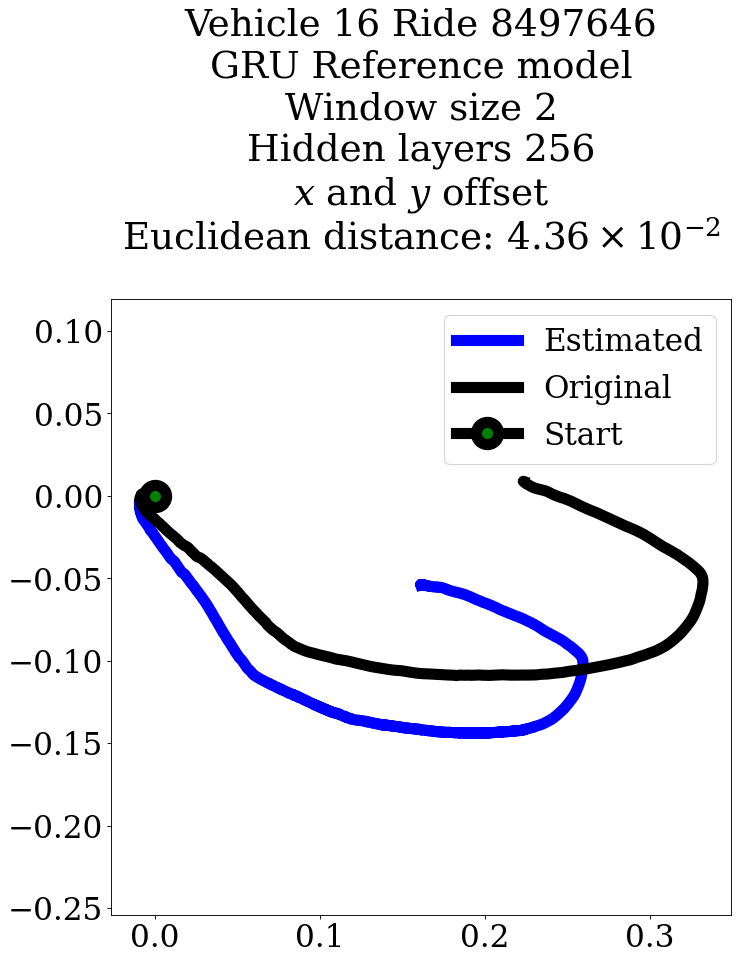 Vehicle 16 Ride 8497646
GRU Reference model
Window size 2
Hidden layers 256
x and y offset
Euclidean distance: 4.36 × 10⁻²
Estimated
Original
Start
0.10
0.05
0.00
−0.05
−0.10
−0.15
−0.20
−0.25
0.0 0.1 0.2 0.3